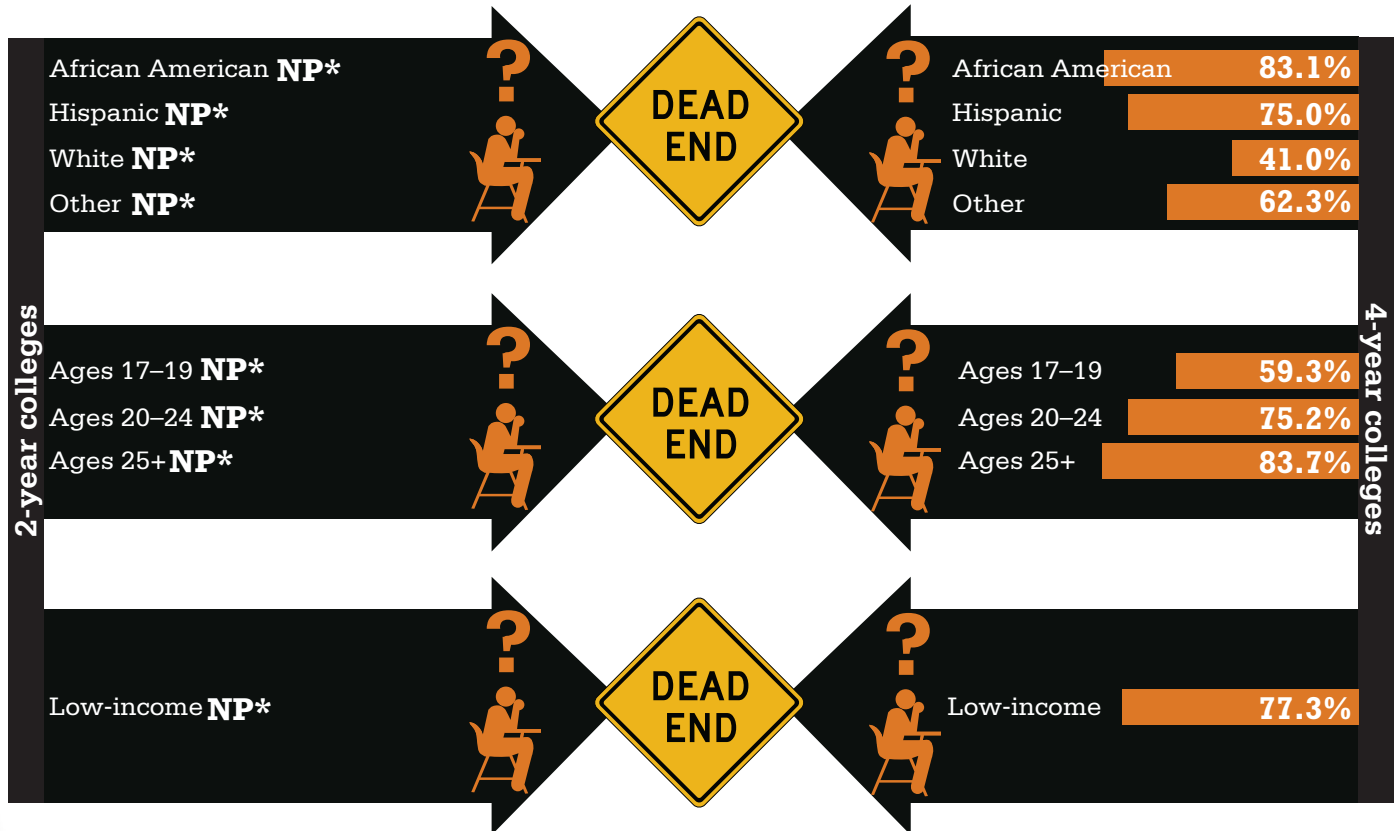 2-year colleges
African American NP*
Hispanic NP*
White NP*
Other NP*
?
DEAD
END
?
African American 83.1%
Hispanic 75.0%
White 41.0%
Other 62.3%
Ages 17–19 NP*
Ages 20–24 NP*
Ages 25+ NP*
?
DEAD
END
?
Ages 17–19 59.3%
Ages 20–24 75.2%
Ages 25+ 83.7%
Low-income NP*
?
DEAD
END
?
Low-income 77.3%
4-year colleges